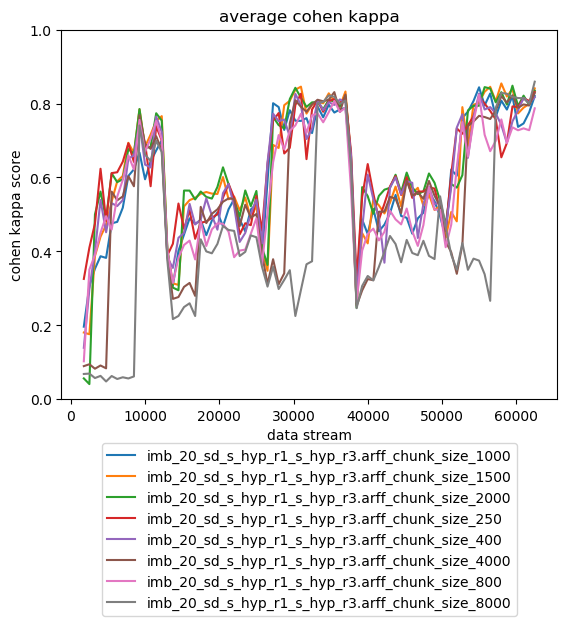 average cohen kappa
1.0
0.8
0.6
0.4
0.2
0.0
cohen kappa score
0 10000 20000 30000 40000 50000 60000
data stream
imb_20_sd_s_hyp_r1_s_hyp_r3.arff_chunk_size_1000
imb_20_sd_s_hyp_r1_s_hyp_r3.arff_chunk_size_1500
imb_20_sd_s_hyp_r1_s_hyp_r3.arff_chunk_size_2000
imb_20_sd_s_hyp_r1_s_hyp_r3.arff_chunk_size_250
imb_20_sd_s_hyp_r1_s_hyp_r3.arff_chunk_size_400
imb_20_sd_s_hyp_r1_s_hyp_r3.arff_chunk_size_4000
imb_20_sd_s_hyp_r1_s_hyp_r3.arff_chunk_size_800
imb_20_sd_s_hyp_r1_s_hyp_r3.arff_chunk_size_8000